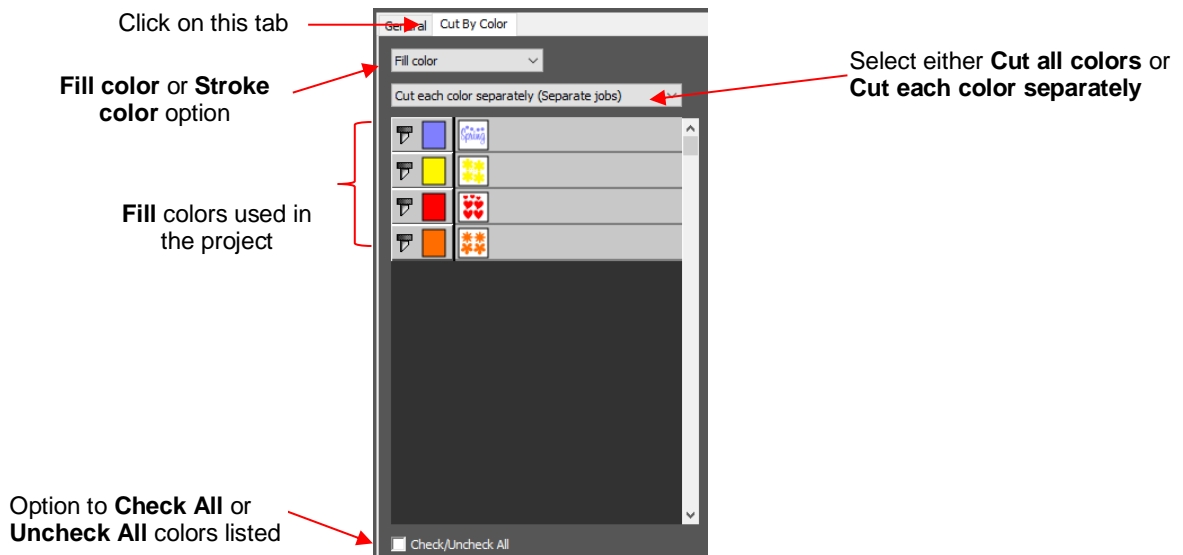 Click on this tab
General Cut By Color
Fill color
Fill color or Stroke
color option
Select either Cut all colors or
Cut each color separately
Cut each color separately (Separate jobs)
Spring
Fill colors used in
the project
Option to Check All or
Uncheck All colors listed
Check/Uncheck All